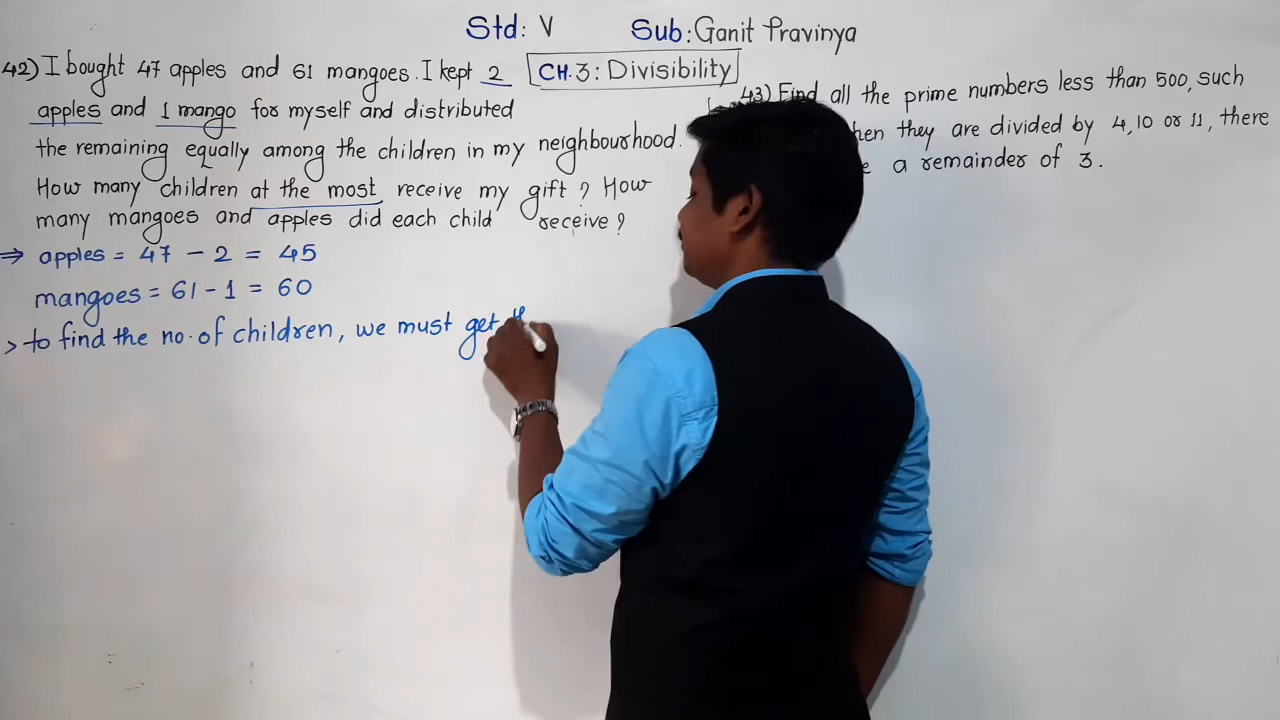 Std: V Sub: Ganit Pravinya
CH.3: Divisibility
42) I bought 47 apples and 61 mangoes. I kept 2
apples and 1 mango for myself and distributed
the remaining equally among the children in my neighbourhood.
How many children at the most receive my gift? How
many mangoes and apples did each child receive?
⇒ apples = 47 - 2 = 45
mangoes = 61 - 1 = 60
> to find the no. of children, we must get
43) Find all the prime numbers less than 500, such
they are divided by 4, 10 or 11, there
a remainder of 3.